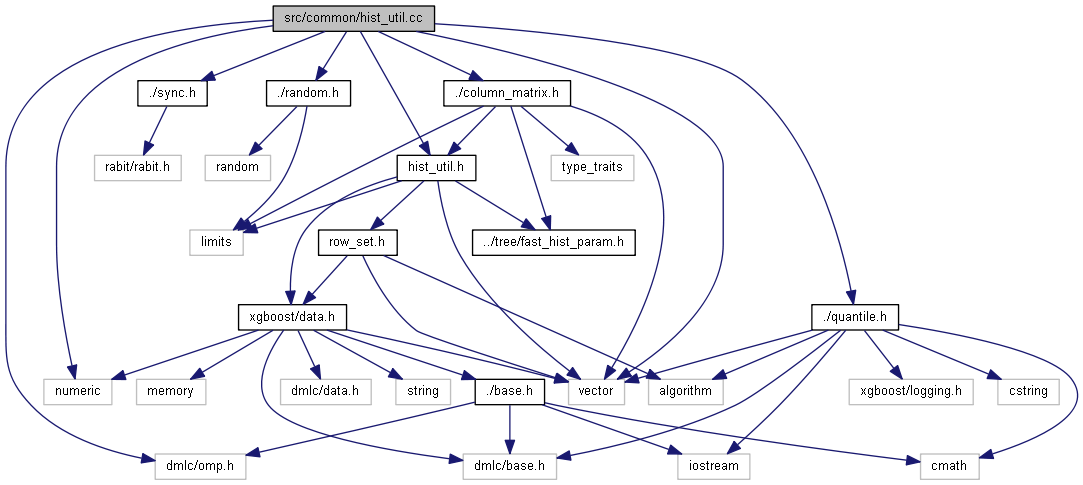 src/common/hist_util.cc
./sync.h
./random.h
./column_matrix.h
rabit/rabit.h
random
hist_util.h
type_traits
limits
row_set.h
../tree/fast_hist_param.h
xgboost/data.h
./quantile.h
numeric
memory
dmlc/data.h
string
./base.h
vector
algorithm
xgboost/logging.h
cstring
dmlc/omp.h
dmlc/base.h
iostream
cmath